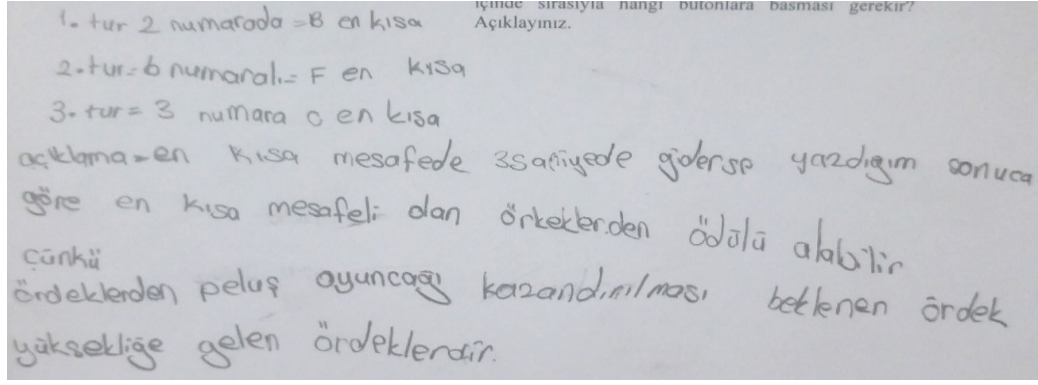 içinde sırasıyla hangi butonlara basması gerekir?
Açıklayınız.
1. tur 2 numarada = B en kısa
2. tur = 6 numaralı = F en kısa
3. tur = 3 numara c en kısa
açıklama = en kısa mesafede 3 saniyede giderse yazdığım sonuca
göre en kısa mesafeli olan örkeklerden ödülü alabilir
çünkü
ördeklerden peluş oyuncağı kazandırılması beklenen ördek
yüksekliğe gelen ördeklerdir.